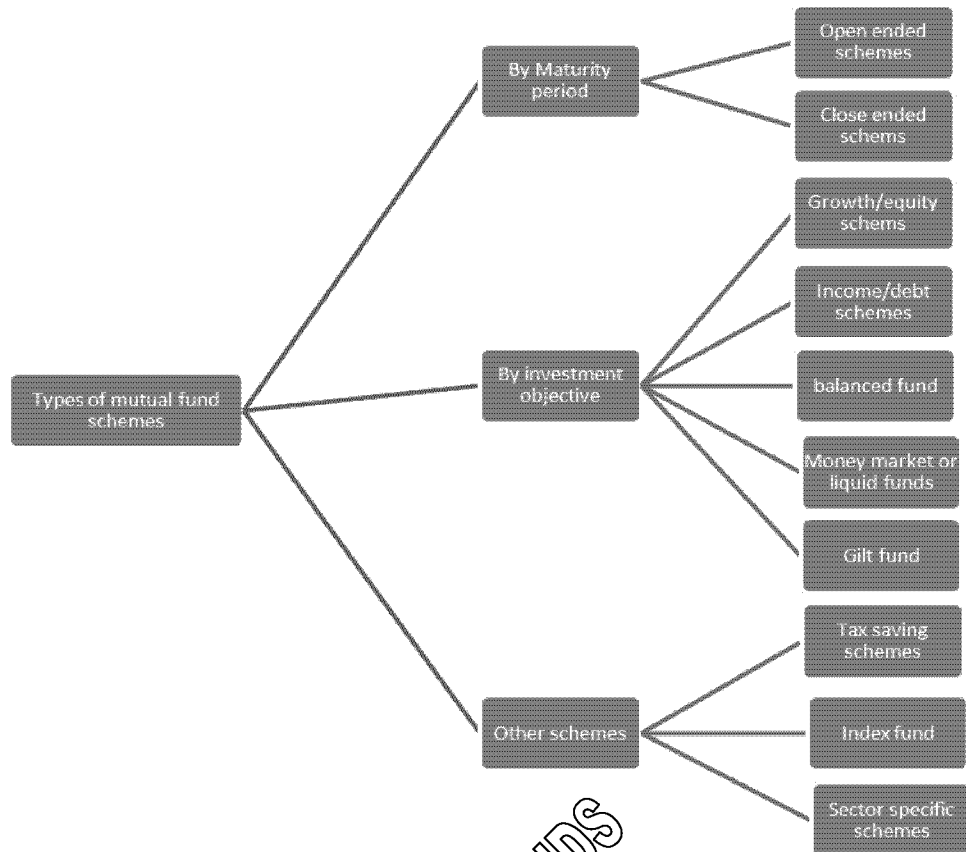 Open ended
schemes
By Maturity
period
Close ended
schems
Growth/equity
schems
Income/debt
schemes
Types of mutual fund
schemes
By investment
objective
balanced fund
Money market or
liquid funds
Gilt fund
Tax saving
schemes
Other schemes
Index fund
Sector specific
schemes